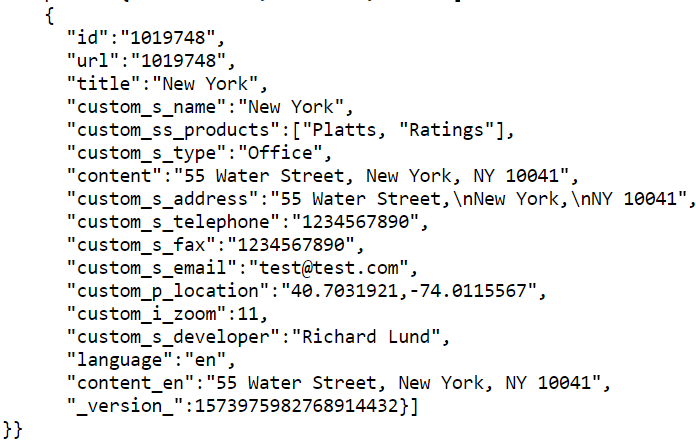 {
"id":"1019748",
"url":"1019748",
"title":"New York",
"custom_s_name":"New York",
"custom_ss_products":["Platts, "Ratings"],
"custom_s_type":"Office",
"content":"55 Water Street, New York, NY 10041",
"custom_s_address":"55 Water Street,\nNew York,\nNY 10041",
"custom_s_telephone":"1234567890",
"custom_s_fax":"1234567890",
"custom_s_email":"test@test.com",
"custom_p_location":"40.7031921,-74.0115567",
"custom_i_zoom":11,
"custom_s_developer":"Richard Lund",
"language":"en",
"content_en":"55 Water Street, New York, NY 10041",
"_version_":1573975982768914432}]
}}